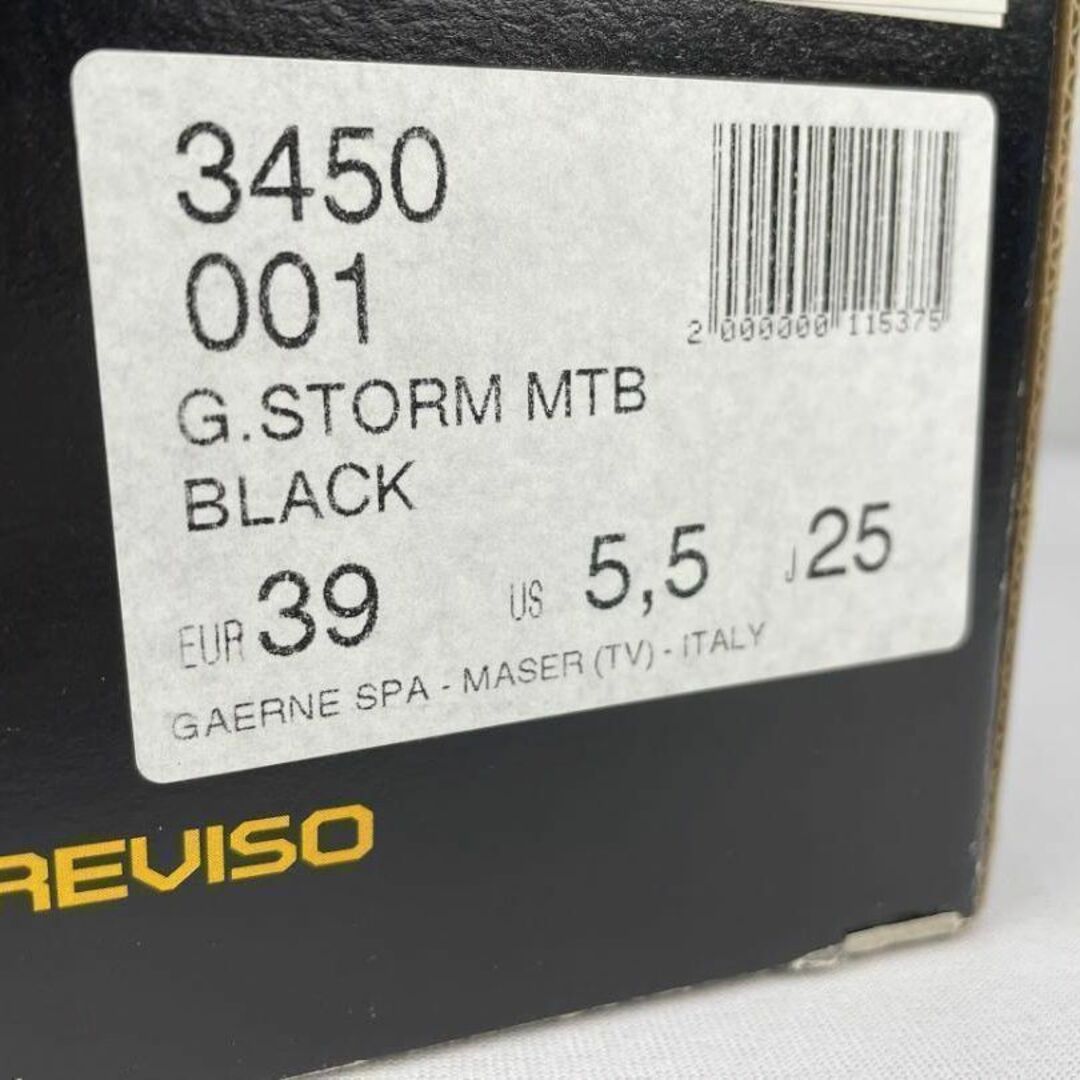 3450
001
2 000000 115375
G.STORM MTB
BLACK
EUR 39 US 5,5 J 25
GAERNE SPA - MASER (TV) - ITALY
REVISO